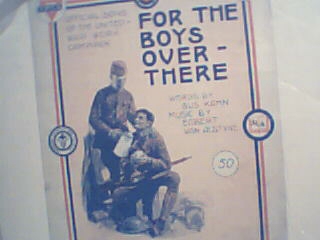 OFFICIAL SONG
OF THE UNITED
WAR WORK
CAMPAIGN
FOR THE
BOYS
OVER-
THERE
WORDS BY
GUS KAHN
MUSIC BY
EGBERT
VAN ALSTYNE
50